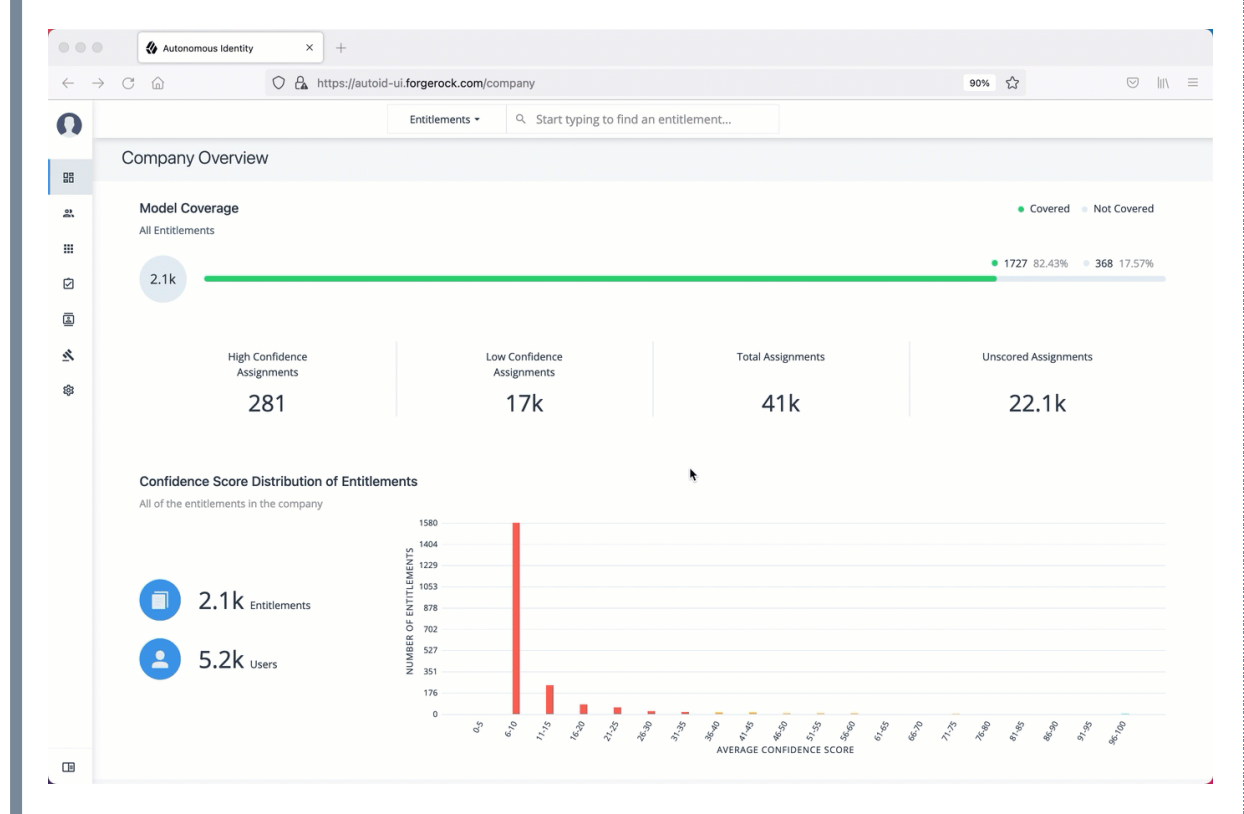 Autonomous Identity
https://autoid-ui.forgerock.com/company
90%
Entitlements
Start typing to find an entitlement...
Company Overview
Model Coverage
Covered
Not Covered
All Entitlements
2.1k
1727 82.43%
368 17.57%
High Confidence
Assignments
281
Low Confidence
Assignments
17k
Total Assignments
41k
Unscored Assignments
22.1k
Confidence Score Distribution of Entitlements
All of the entitlements in the company
2.1k Entitlements
5.2k Users
NUMBER OF ENTITLEMENTS
1580
1404
1229
1053
878
702
527
351
176
0
0-5
6-10
11-15
16-20
21-25
26-30
31-35
36-40
41-45
46-50
51-55
56-60
61-65
66-70
71-75
76-80
81-85
86-90
91-95
96-100
AVERAGE CONFIDENCE SCORE